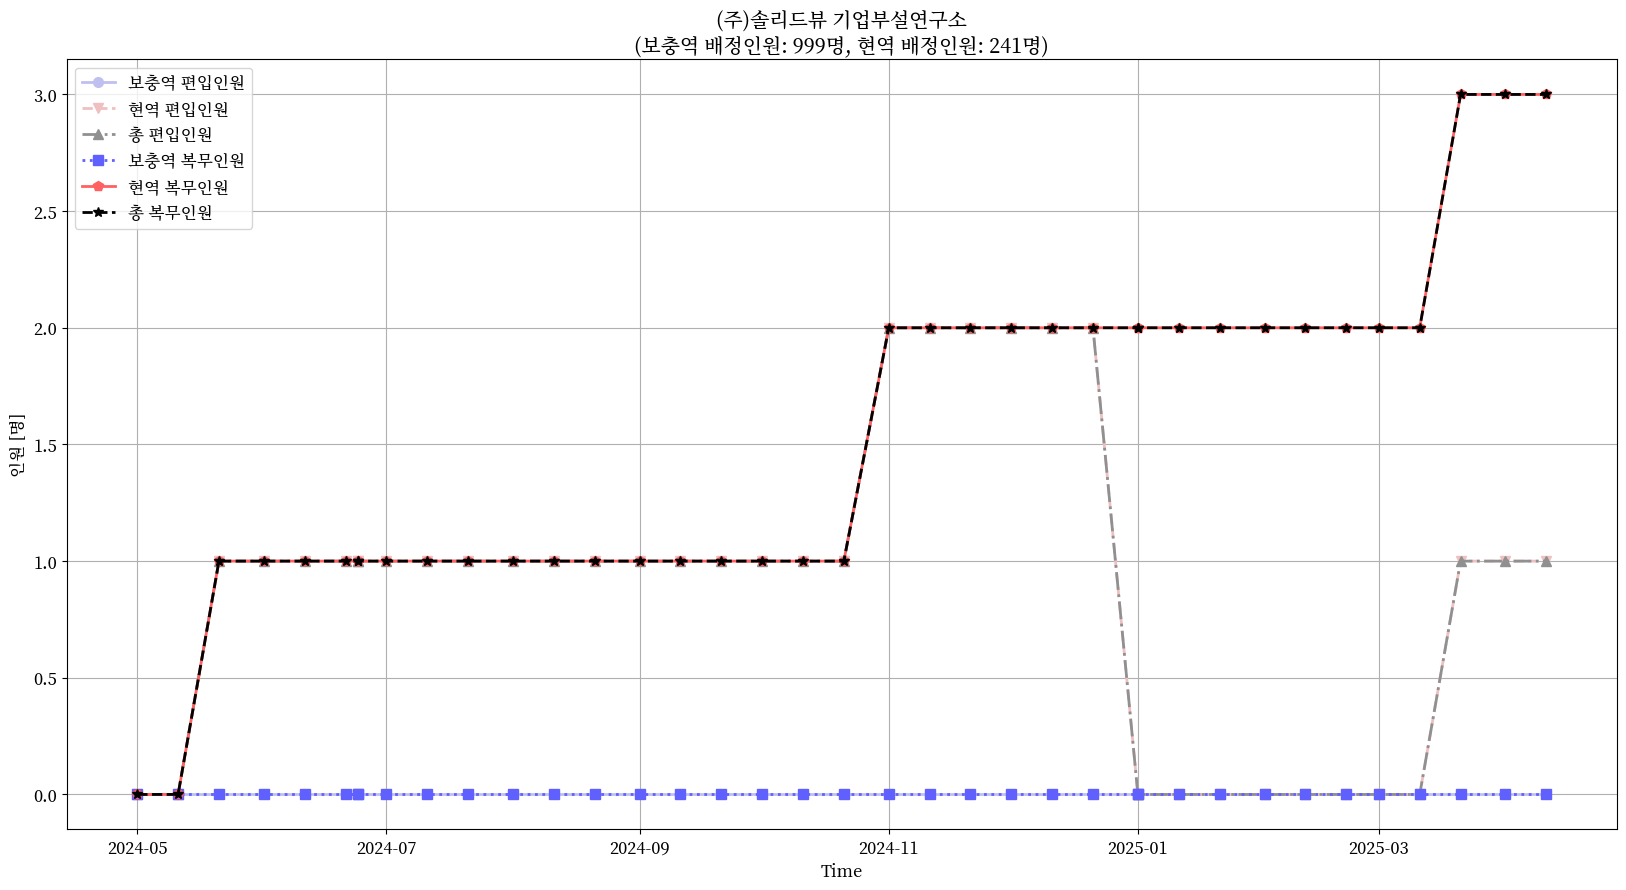 (주)솔리드뷰 기업부설연구소
(보충역 배정인원: 999명, 현역 배정인원: 241명)
보충역 편입인원
현역 편입인원
총 편입인원
보충역 복무인원
현역 복무인원
총 복무인원
인원 [명]
3.0
2.5
2.0
1.5
1.0
0.5
0.0
2024-05
2024-07
2024-09
2024-11
2025-01
2025-03
Time